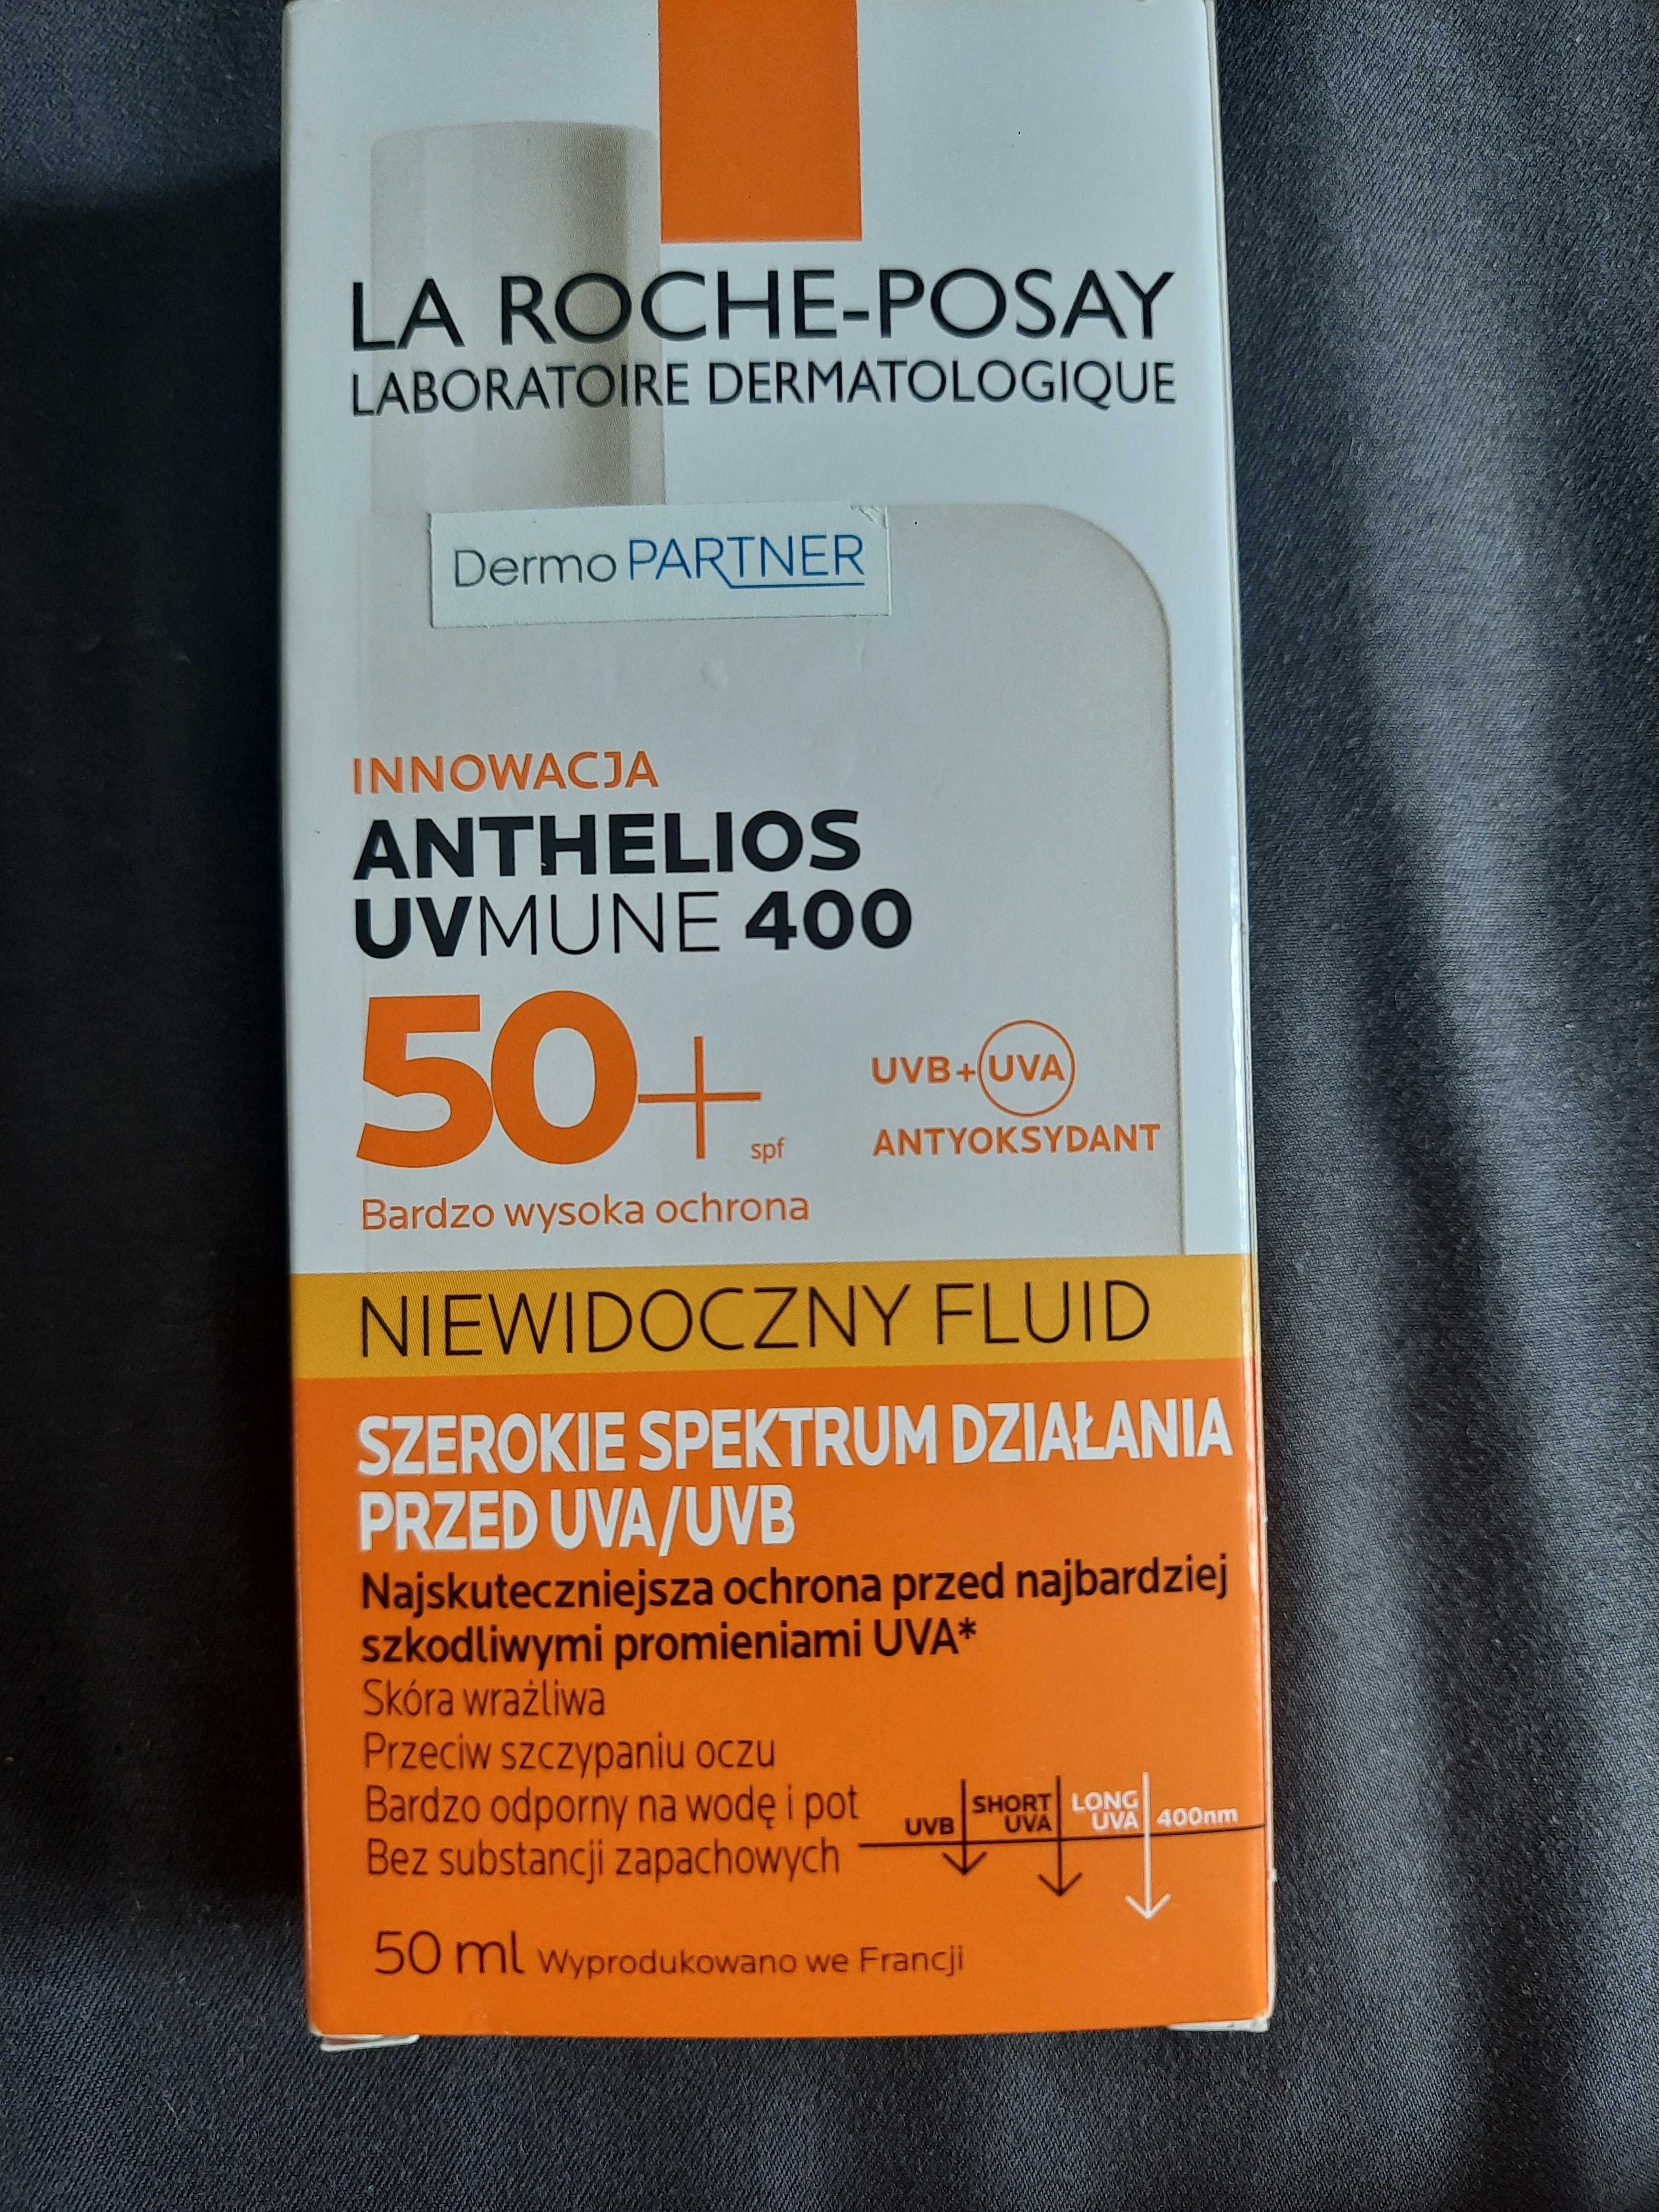 LA ROCHE-POSAY
LABORATOIRE DERMATOLOGIQUE
Dermo PARTNER
INNOWACJA
ANTHELIOS
UVMUNE 400
50+ spf
UVB+UVA
ANTYOKSYDANT
Bardzo wysoka ochrona
NIEWIDOCZNY FLUID
SZEROKIE SPEKTRUM DZIAŁANIA
PRZED UVA/UVB
Najskuteczniejsza ochrona przed najbardziej
szkodliwymi promieniami UVA*
Skóra wrażliwa
Przeciw szczypaniu oczu
Bardzo odporny na wodę i pot
Bez substancji zapachowych
UVB
SHORT
UVA
LONG
UVA
400nm
50 ml Wyprodukowano we Francji